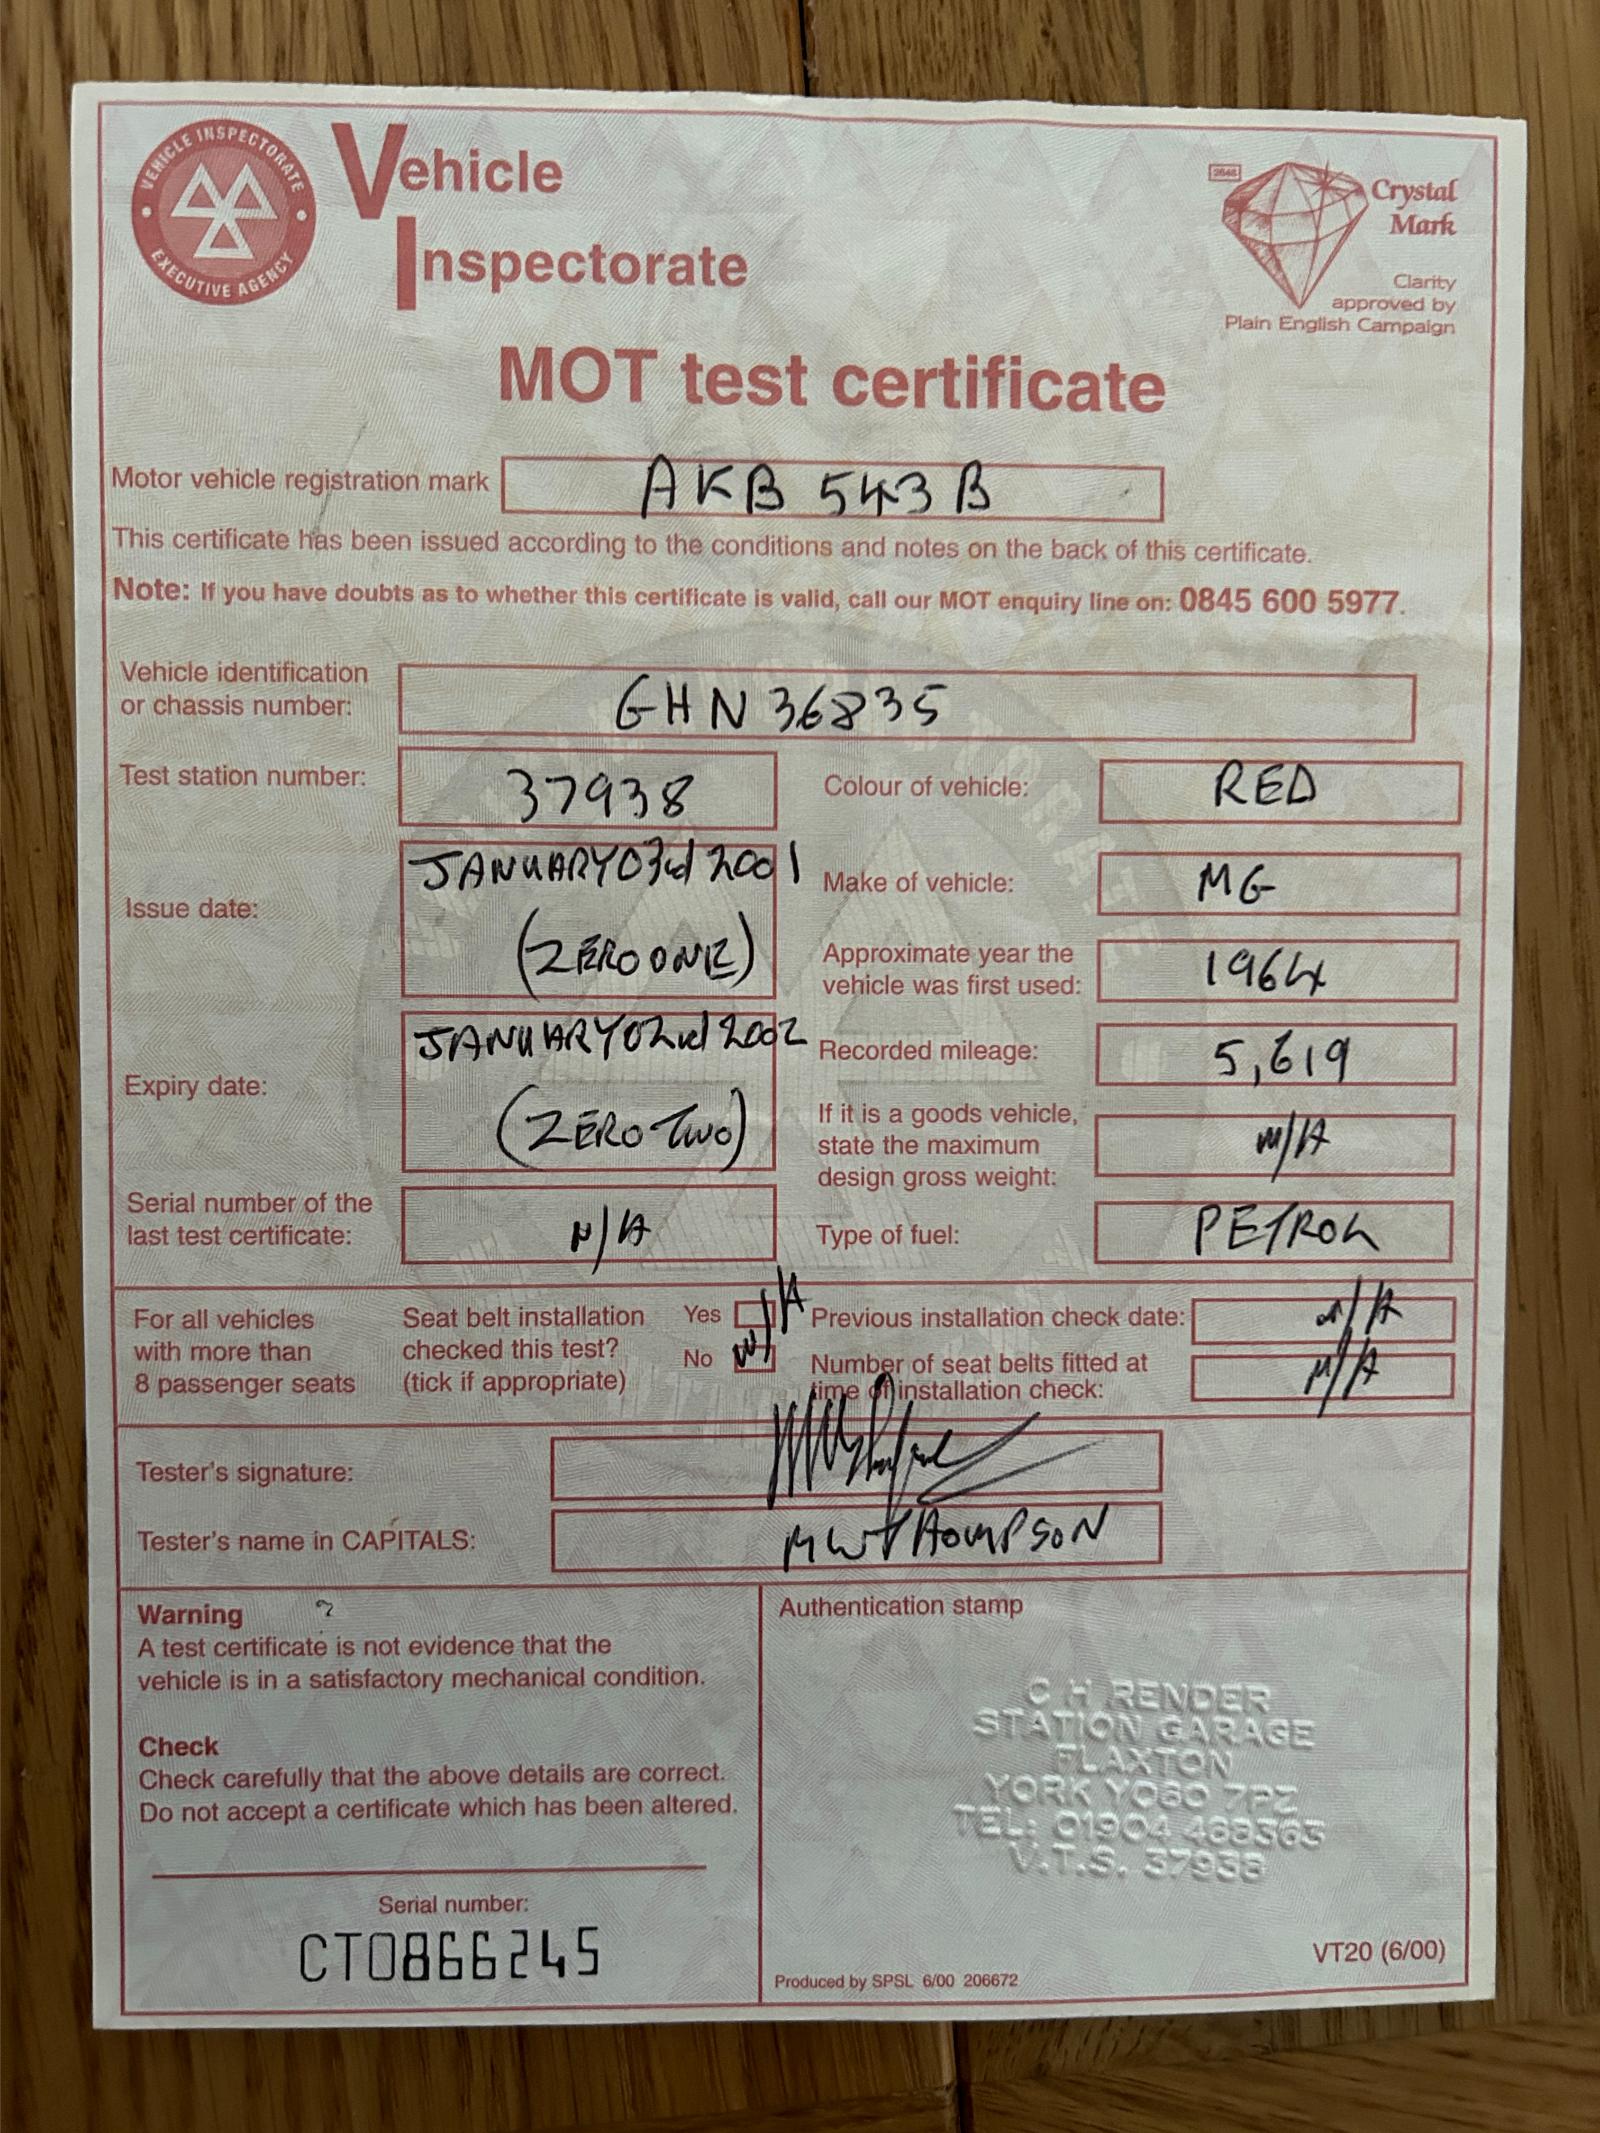 VEHICLE INSPECTORATE
EXECUTIVE AGENCY
Vehicle
Inspectorate
2646
Crystal
Mark
Clarity
approved by
Plain English Campaign
MOT test certificate
Motor vehicle registration mark AKB 543 B
This certificate has been issued according to the conditions and notes on the back of this certificate.
Note: If you have doubts as to whether this certificate is valid, call our MOT enquiry line on: 0845 600 5977.
Vehicle identification
or chassis number: GHN 36835
Test station number: 37938
Colour of vehicle: RED
Issue date: JANUARY 03rd 2001
(ZERO ONE)
Make of vehicle: MG
Approximate year the
vehicle was first used: 1964
Expiry date: JANUARY 02nd 2002
(ZERO TWO)
Recorded mileage: 5,619
If it is a goods vehicle,
state the maximum
design gross weight: N/A
Serial number of the
last test certificate: N/A
Type of fuel: PETROL
For all vehicles
with more than
8 passenger seats
Seat belt installation
checked this test?
(tick if appropriate)
Yes
No
N/A
Previous installation check date: N/A
Number of seat belts fitted at
time of installation check: N/A
Tester's signature:
Tester's name in CAPITALS: M W THOMPSON
Warning
A test certificate is not evidence that the
vehicle is in a satisfactory mechanical condition.
Check
Check carefully that the above details are correct.
Do not accept a certificate which has been altered.
Serial number:
CT0866245
Authentication stamp
C H RENDER
STATION GARAGE
FLAXTON
YORK YO60 7PZ
TEL: 01904 468363
V.T.S. 37938
VT20 (6/00)
Produced by SPSL 6/00 206672